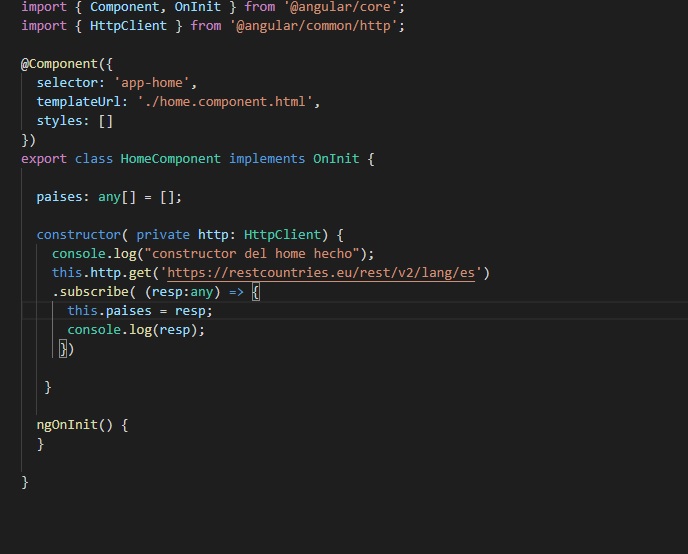 import { Component, OnInit } from '@angular/core';
import { HttpClient } from '@angular/common/http';
@Component({
selector: 'app-home',
templateUrl: './home.component.html',
styles: []
})
export class HomeComponent implements OnInit {
paises: any[] = [];
constructor( private http: HttpClient) {
console.log("constructor del home hecho");
this.http.get('https://restcountries.eu/rest/v2/lang/es')
.subscribe( (resp:any) => {
this.paises = resp;
console.log(resp);
})
}
ngOnInit() {
}
}